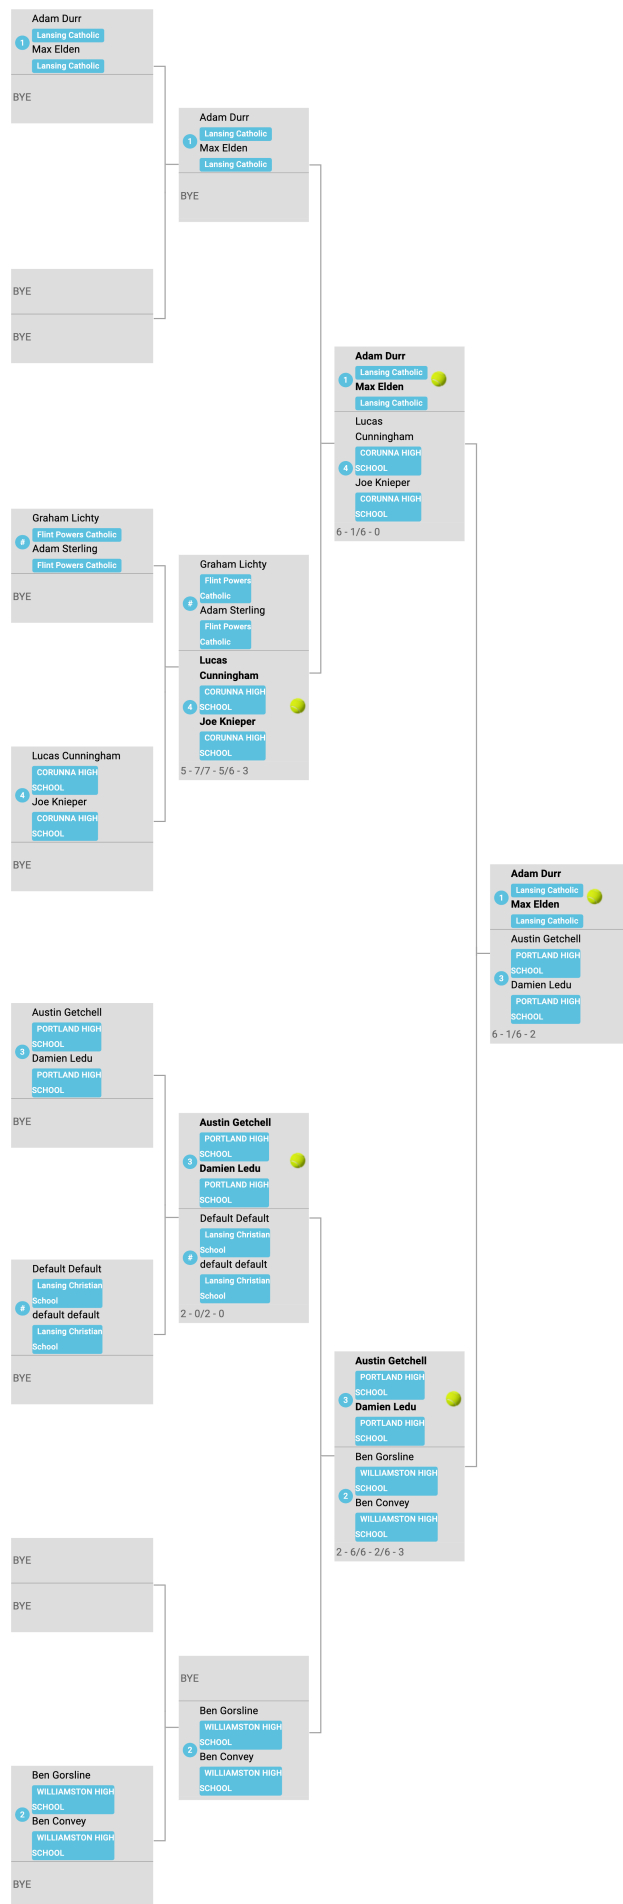 Adam Durr
Lansing Catholic
1
Max Elden
Lansing Catholic
BYE
Adam Durr
Lansing Catholic
1
Max Elden
Lansing Catholic
BYE
BYE
BYE
Adam Durr
Lansing Catholic
1
Max Elden
Lansing Catholic
Lucas
Cunningham
CORUNNA HIGH
4
SCHOOL
Joe Knieper
CORUNNA HIGH
SCHOOL
6 - 1/6 - 0
Graham Lichty
Flint Powers Catholic
#
Adam Sterling
Flint Powers Catholic
BYE
Graham Lichty
Flint Powers
Catholic
#
Adam Sterling
Flint Powers
Catholic
Lucas
Cunningham
CORUNNA HIGH
SCHOOL
4
Joe Knieper
CORUNNA HIGH
SCHOOL
5 - 7/7 - 5/6 - 3
Lucas Cunningham
CORUNNA HIGH
SCHOOL
4
Joe Knieper
CORUNNA HIGH
SCHOOL
BYE
Adam Durr
Lansing Catholic
1
Max Elden
Lansing Catholic
Austin Getchell
PORTLAND HIGH
SCHOOL
3
Damien Ledu
PORTLAND HIGH
SCHOOL
6 - 1/6 - 2
Austin Getchell
PORTLAND HIGH
SCHOOL
3
Damien Ledu
PORTLAND HIGH
SCHOOL
BYE
Austin Getchell
PORTLAND HIGH
SCHOOL
3
Damien Ledu
PORTLAND HIGH
SCHOOL
Default Default
Lansing Christian
School
#
default default
Lansing Christian
School
2 - 0/2 - 0
Default Default
Lansing Christian
School
#
default default
Lansing Christian
School
BYE
Austin Getchell
PORTLAND HIGH
SCHOOL
3
Damien Ledu
PORTLAND HIGH
SCHOOL
Ben Gorsline
WILLIAMSTON HIGH
SCHOOL
2
Ben Convey
WILLIAMSTON HIGH
SCHOOL
2 - 6/6 - 2/6 - 3
BYE
BYE
BYE
Ben Gorsline
WILLIAMSTON HIGH
SCHOOL
2
Ben Convey
WILLIAMSTON HIGH
SCHOOL
Ben Gorsline
WILLIAMSTON HIGH
SCHOOL
2
Ben Convey
WILLIAMSTON HIGH
SCHOOL
BYE